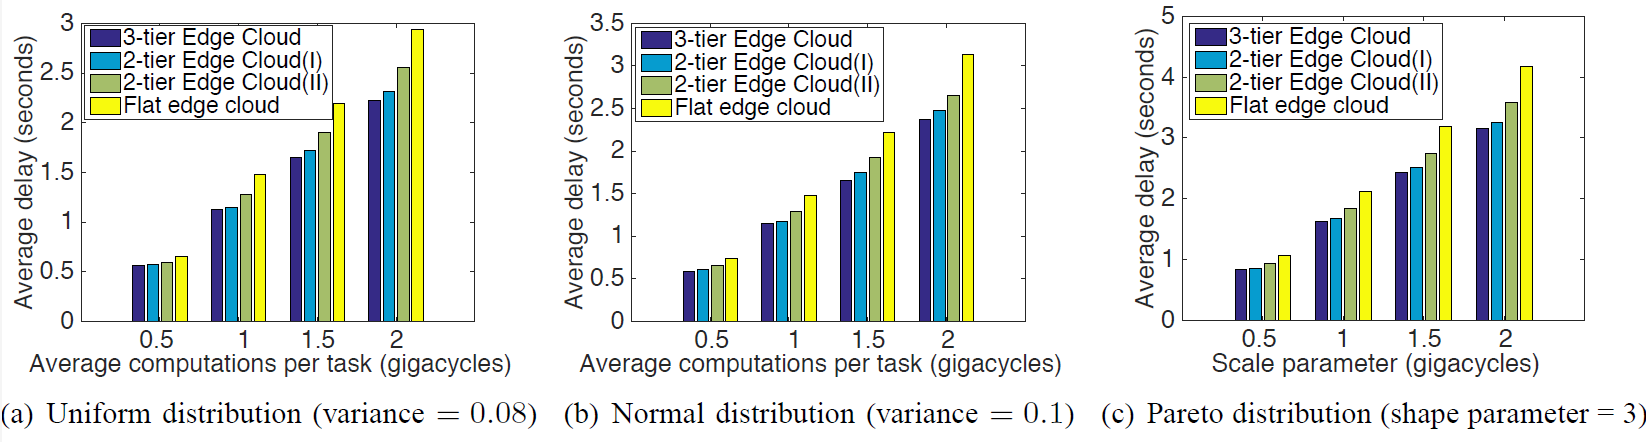 3
2.5
2
1.5
1
0.5
0
Average delay (seconds)
3-tier Edge Cloud
2-tier Edge Cloud(I)
2-tier Edge Cloud(II)
Flat edge cloud
0.5 1 1.5 2
Average computations per task (gigacycles)
(a) Uniform distribution (variance = 0.08)
3.5
3
2.5
2
1.5
1
0.5
0
Average delay (seconds)
3-tier Edge Cloud
2-tier Edge Cloud(I)
2-tier Edge Cloud(II)
Flat edge cloud
0.5 1 1.5 2
Average computations per task (gigacycles)
(b) Normal distribution (variance = 0.1)
5
4
3
2
1
0
Average delay (seconds)
3-tier Edge Cloud
2-tier Edge Cloud(I)
2-tier Edge Cloud(II)
Flat edge cloud
0.5 1 1.5 2
Scale parameter (gigacycles)
(c) Pareto distribution (shape parameter = 3)